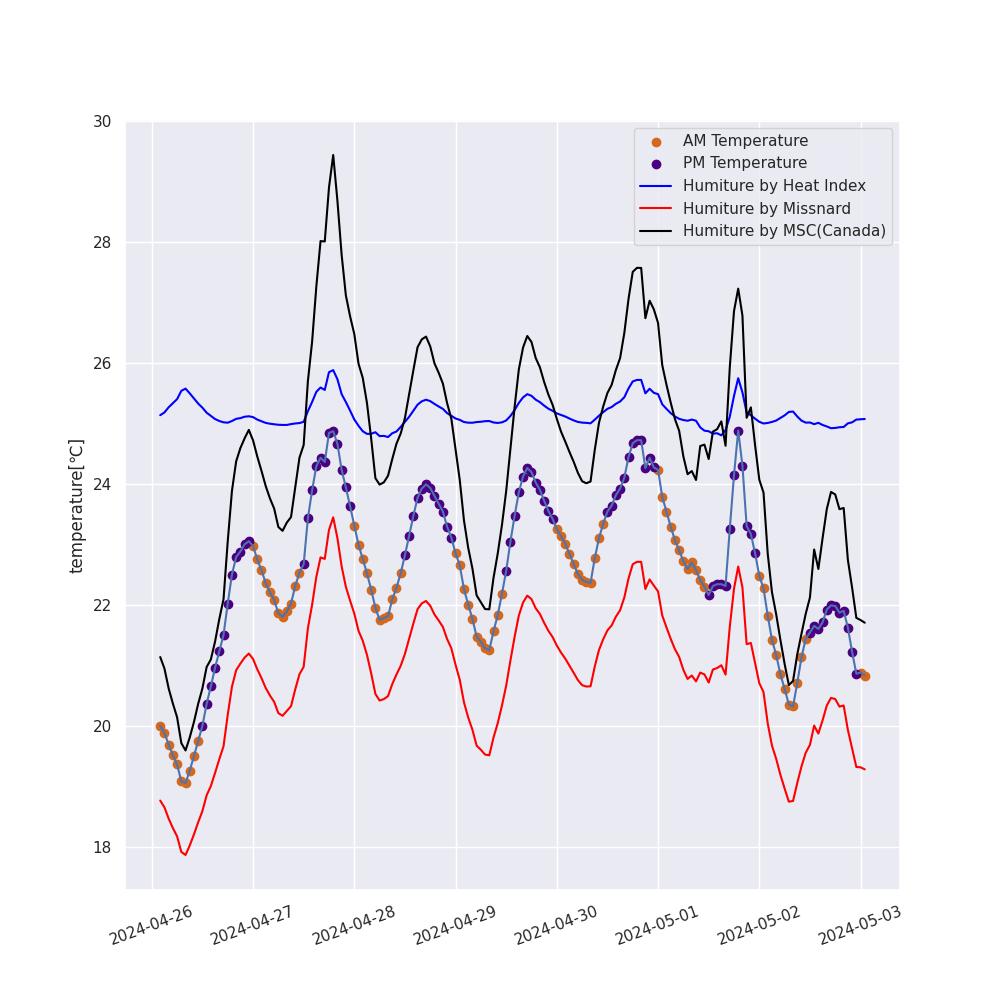 30
28
26
24
22
20
18
temperature[℃]
AM Temperature
PM Temperature
Humiture by Heat Index
Humiture by Missnard
Humiture by MSC(Canada)
2024-04-26
2024-04-27
2024-04-28
2024-04-29
2024-04-30
2024-05-01
2024-05-02
2024-05-03